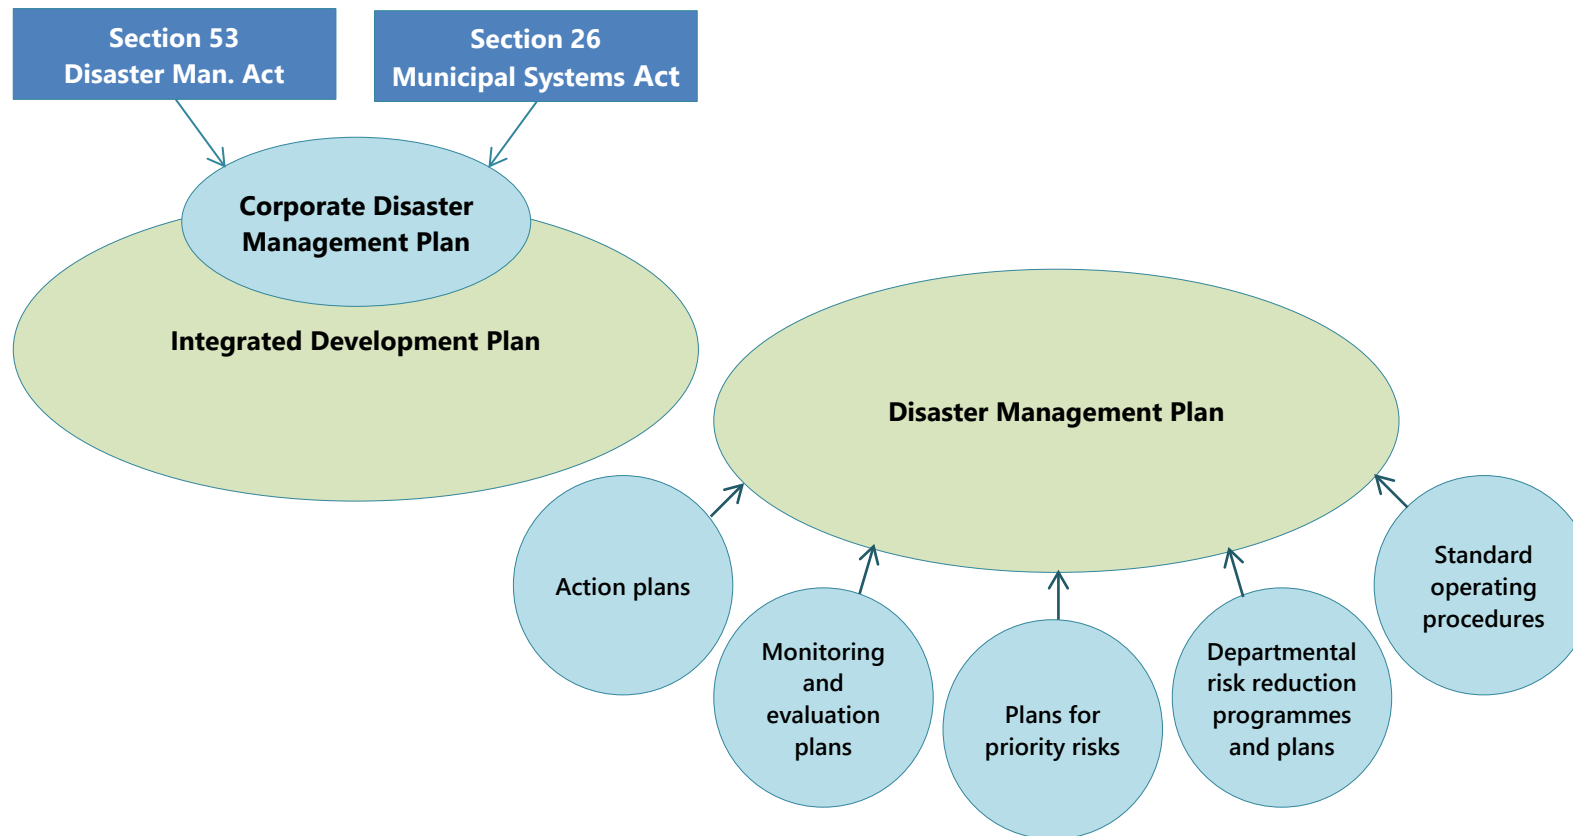 Section 53
Disaster Man. Act
Section 26
Municipal Systems Act
Corporate Disaster
Management Plan
Integrated Development Plan
Disaster Management Plan
Action plans
Monitoring
and
evaluation
plans
Plans for
priority risks
Departmental
risk reduction
programmes
and plans
Standard
operating
procedures